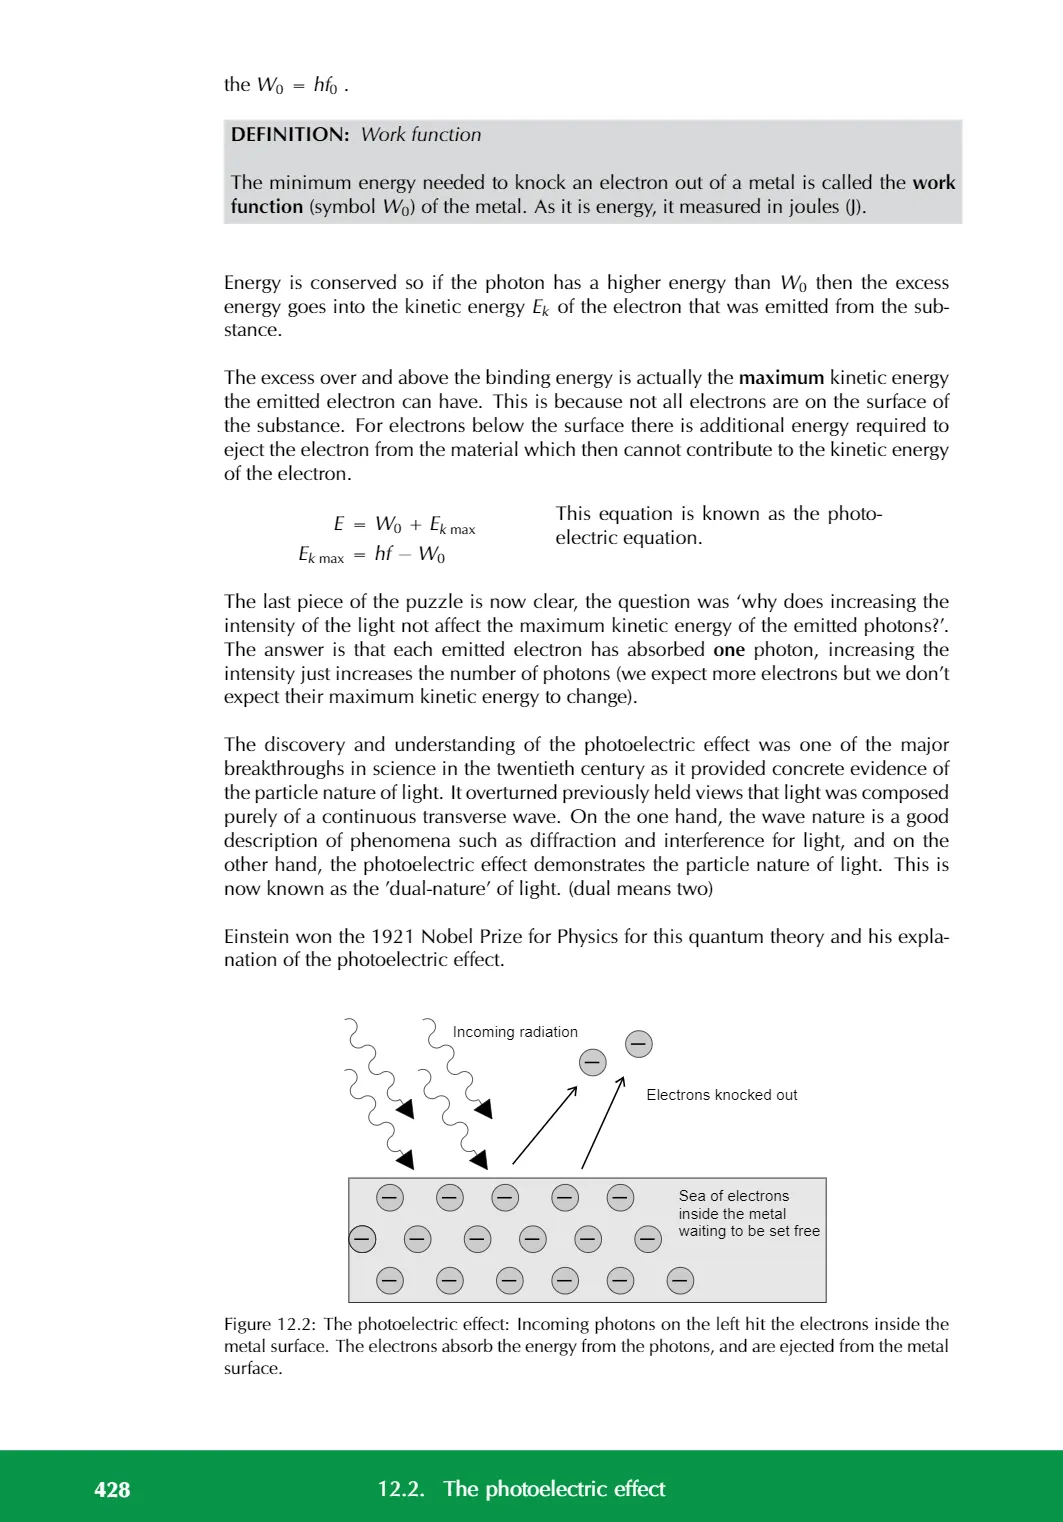 the W₀ = hf₀ .
DEFINITION: Work function
The minimum energy needed to knock an electron out of a metal is called the work
function (symbol W₀) of the metal. As it is energy, it measured in joules (J).
Energy is conserved so if the photon has a higher energy than W₀ then the excess
energy goes into the kinetic energy Eₖ of the electron that was emitted from the sub-
stance.
The excess over and above the binding energy is actually the maximum kinetic energy
the emitted electron can have. This is because not all electrons are on the surface of
the substance. For electrons below the surface there is additional energy required to
eject the electron from the material which then cannot contribute to the kinetic energy
of the electron.
E = W₀ + Eₖ ₘₐₓ
Eₖ ₘₐₓ = hf − W₀
This equation is known as the photo-
electric equation.
The last piece of the puzzle is now clear, the question was ‘why does increasing the
intensity of the light not affect the maximum kinetic energy of the emitted photons?’.
The answer is that each emitted electron has absorbed one photon, increasing the
intensity just increases the number of photons (we expect more electrons but we don’t
expect their maximum kinetic energy to change).
The discovery and understanding of the photoelectric effect was one of the major
breakthroughs in science in the twentieth century as it provided concrete evidence of
the particle nature of light. It overturned previously held views that light was composed
purely of a continuous transverse wave. On the one hand, the wave nature is a good
description of phenomena such as diffraction and interference for light, and on the
other hand, the photoelectric effect demonstrates the particle nature of light. This is
now known as the ’dual-nature’ of light. (dual means two)
Einstein won the 1921 Nobel Prize for Physics for this quantum theory and his expla-
nation of the photoelectric effect.
Incoming radiation
Electrons knocked out
Sea of electrons
inside the metal
waiting to be set free
Figure 12.2: The photoelectric effect: Incoming photons on the left hit the electrons inside the
metal surface. The electrons absorb the energy from the photons, and are ejected from the metal
surface.
428
12.2. The photoelectric effect